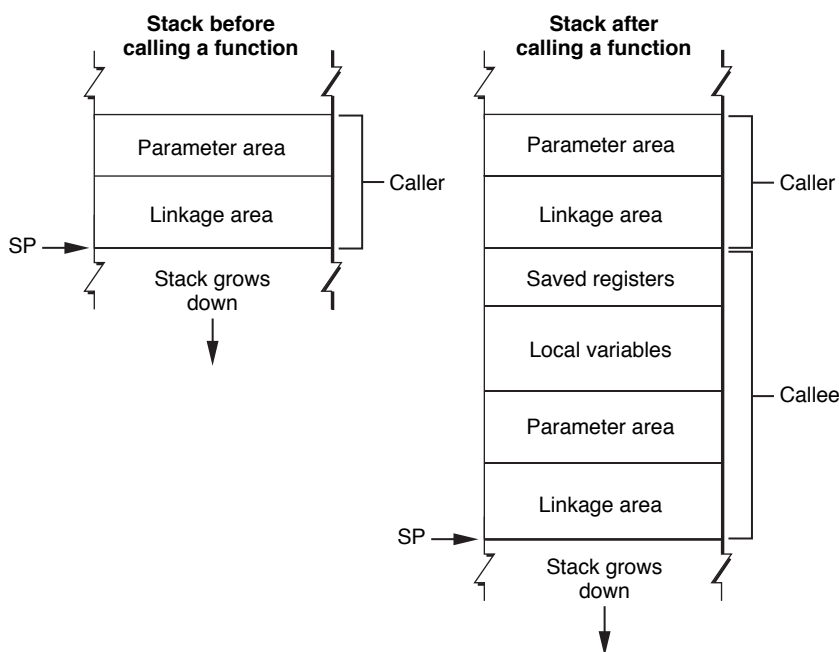 Stack before
calling a function
Parameter area
Linkage area
Caller
SP
Stack grows
down
Stack after
calling a function
Parameter area
Linkage area
Caller
Saved registers
Local variables
Parameter area
Linkage area
Callee
SP
Stack grows
down